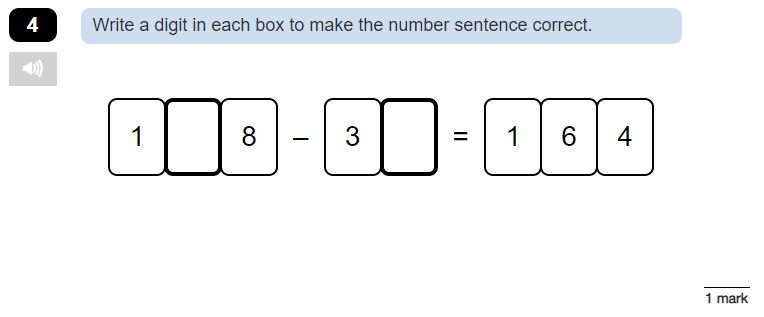 4 Write a digit in each box to make the number sentence correct.
1 8 – 3 = 1 6 4
1 mark